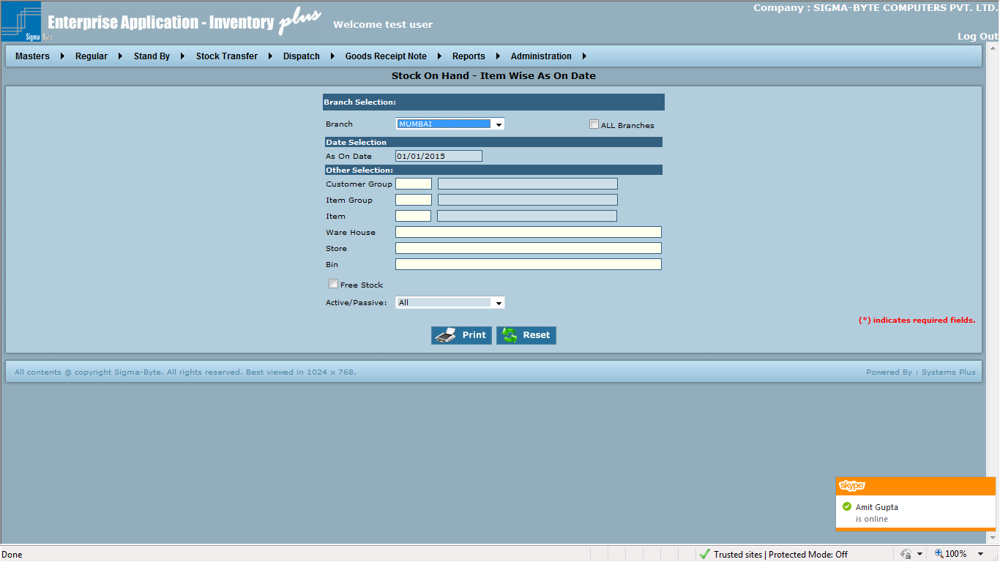 Company : SIGMA-BYTE COMPUTERS PVT. LTD.
Sigma Byte
Enterprise Application - Inventory plus
Welcome test user
Log Out
Masters Regular Stand By Stock Transfer Dispatch Goods Receipt Note Reports Administration
Stock On Hand - Item Wise As On Date
Branch Selection:
Branch MUMBAI ALL Branches
Date Selection
As On Date 01/01/2015
Other Selection:
Customer Group
Item Group
Item
Ware House
Store
Bin
Free Stock
Active/Passive: All
(*) indicates required fields.
Print Reset
All contents @ copyright Sigma-Byte. All rights reserved. Best viewed in 1024 x 768. Powered By : Systems Plus
skype
Amit Gupta
is online
Done Trusted sites | Protected Mode: Off 100%